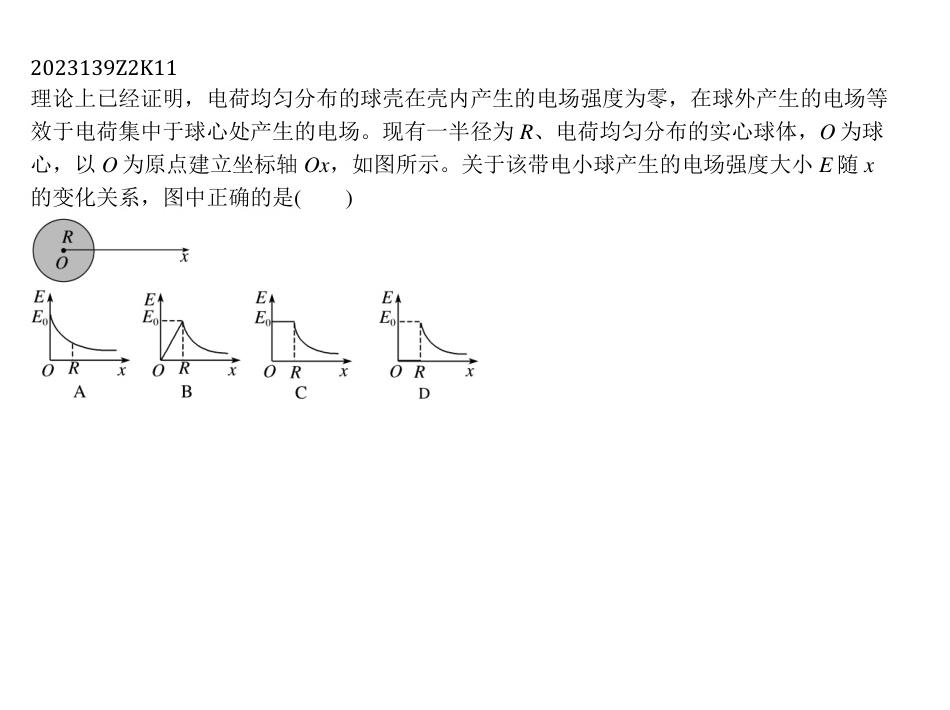 2023139Z2K11
理论上已经证明，电荷均匀分布的球壳在壳内产生的电场强度为零，在球外产生的电场等
效于电荷集中于球心处产生的电场。现有一半径为 R、电荷均匀分布的实心球体，O 为球
心，以 O 为原点建立坐标轴 Ox，如图所示。关于该带电小球产生的电场强度大小 E 随 x
的变化关系，图中正确的是(　　)
R
O
x
E
E₀
O R x
A
E
E₀
O R x
B
E
E₀
O R x
C
E
E₀
O R x
D